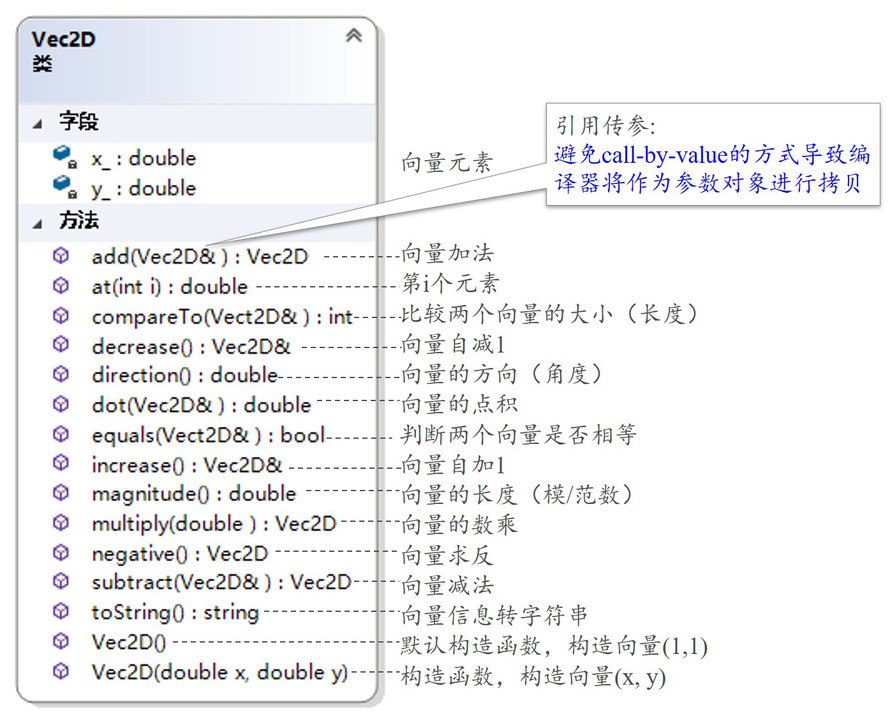 Vec2D
类
字段
x_ : double
y_ : double
向量元素
引用传参:
避免call-by-value的方式导致编
译器将作为参数对象进行拷贝
方法
add(Vec2D& ) : Vec2D 向量加法
at(int i) : double 第i个元素
compareTo(Vect2D& ) : int 比较两个向量的大小（长度）
decrease() : Vec2D& 向量自减1
direction() : double 向量的方向（角度）
dot(Vec2D& ) : double 向量的点积
equals(Vect2D& ) : bool 判断两个向量是否相等
increase() : Vec2D& 向量自加1
magnitude() : double 向量的长度（模/范数）
multiply(double ) : Vec2D 向量的数乘
negative() : Vec2D 向量求反
subtract(Vec2D& ) : Vec2D 向量减法
toString() : string 向量信息转字符串
Vec2D() 默认构造函数，构造向量(1,1)
Vec2D(double x, double y) 构造函数，构造向量(x, y)